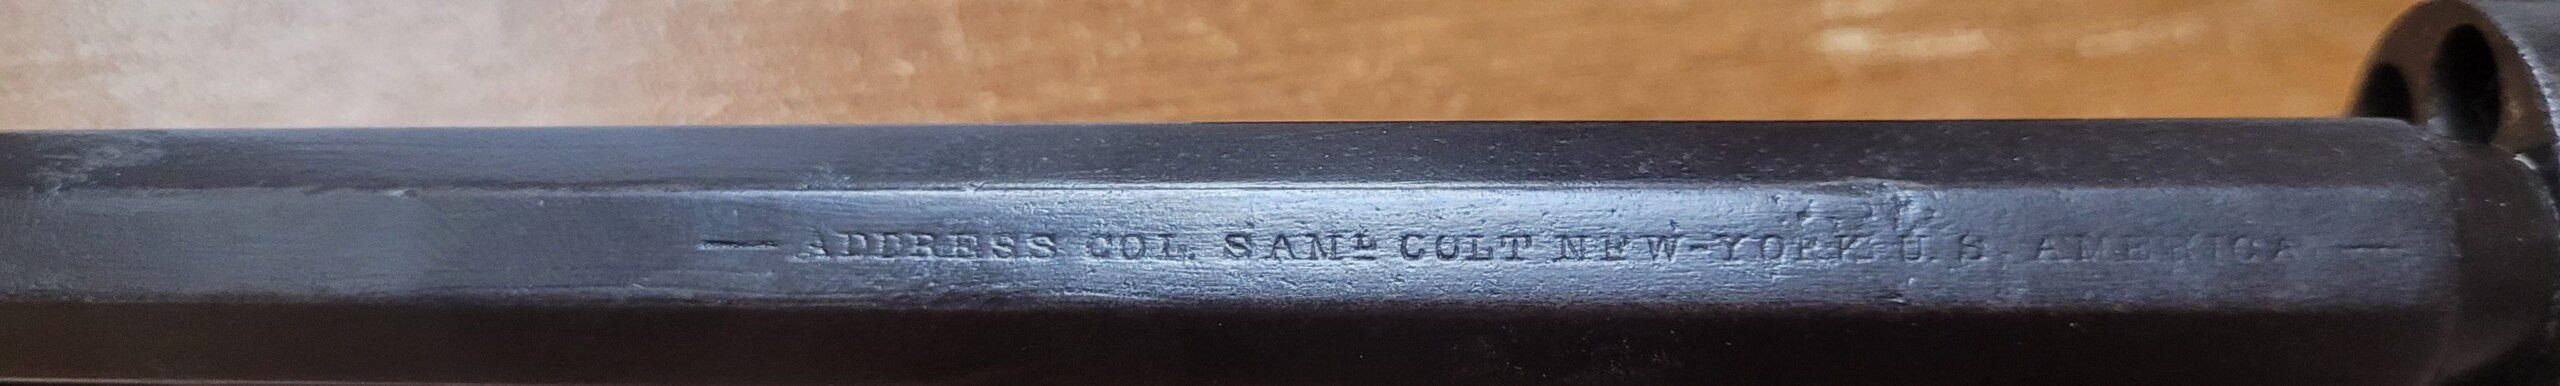 — ADDRESS COL. SAMˡ COLT NEW-YORK U.S. AMERICA —